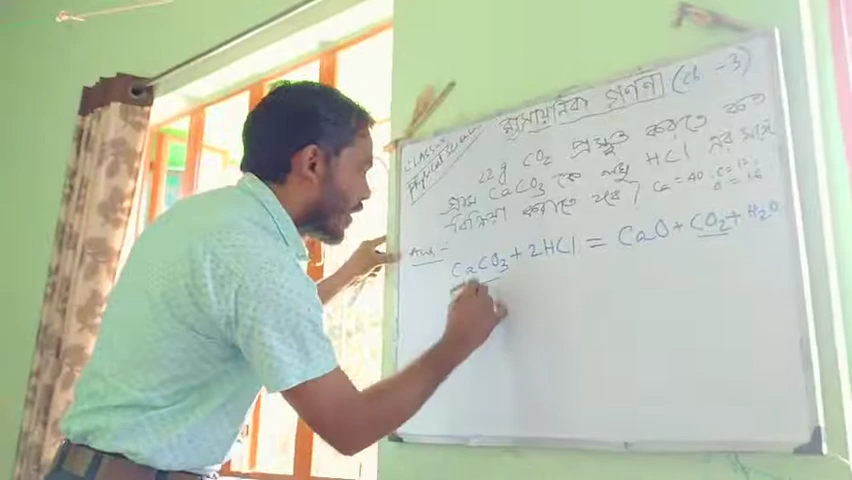 CLASS-X
Physical Science
রাসায়নিক গণনা (ch - 3)
22g CO₂ প্রস্তুত করতে কত
গ্রাম CaCO₃ কে লঘু HCl এর সাথে
বিক্রিয়া করাতে হবে? Ca = 40, C = 12, O = 16
Ans :-
CaCO₃ + 2HCl = CaO + CO₂ + H₂O